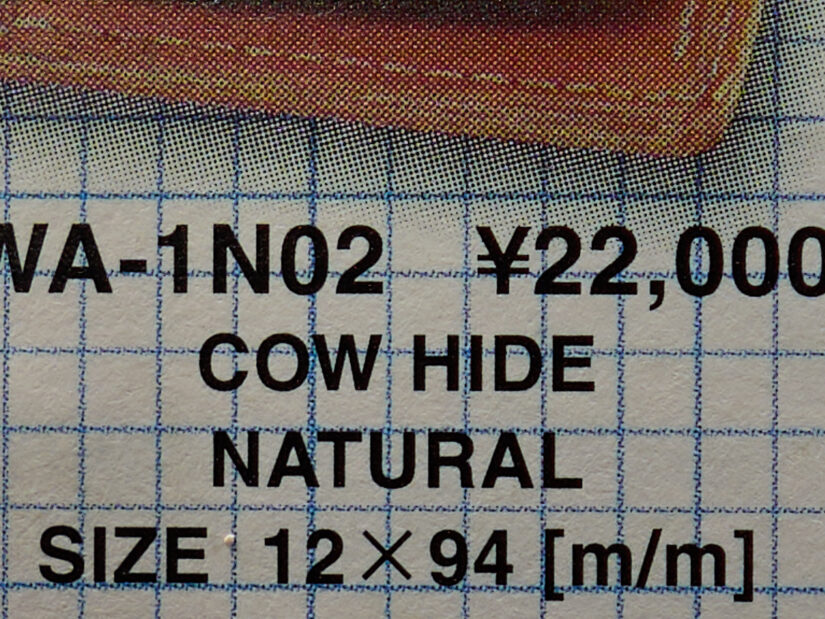 WA-1N02 ¥22,000
COW HIDE
NATURAL
SIZE 12×94 [m/m]